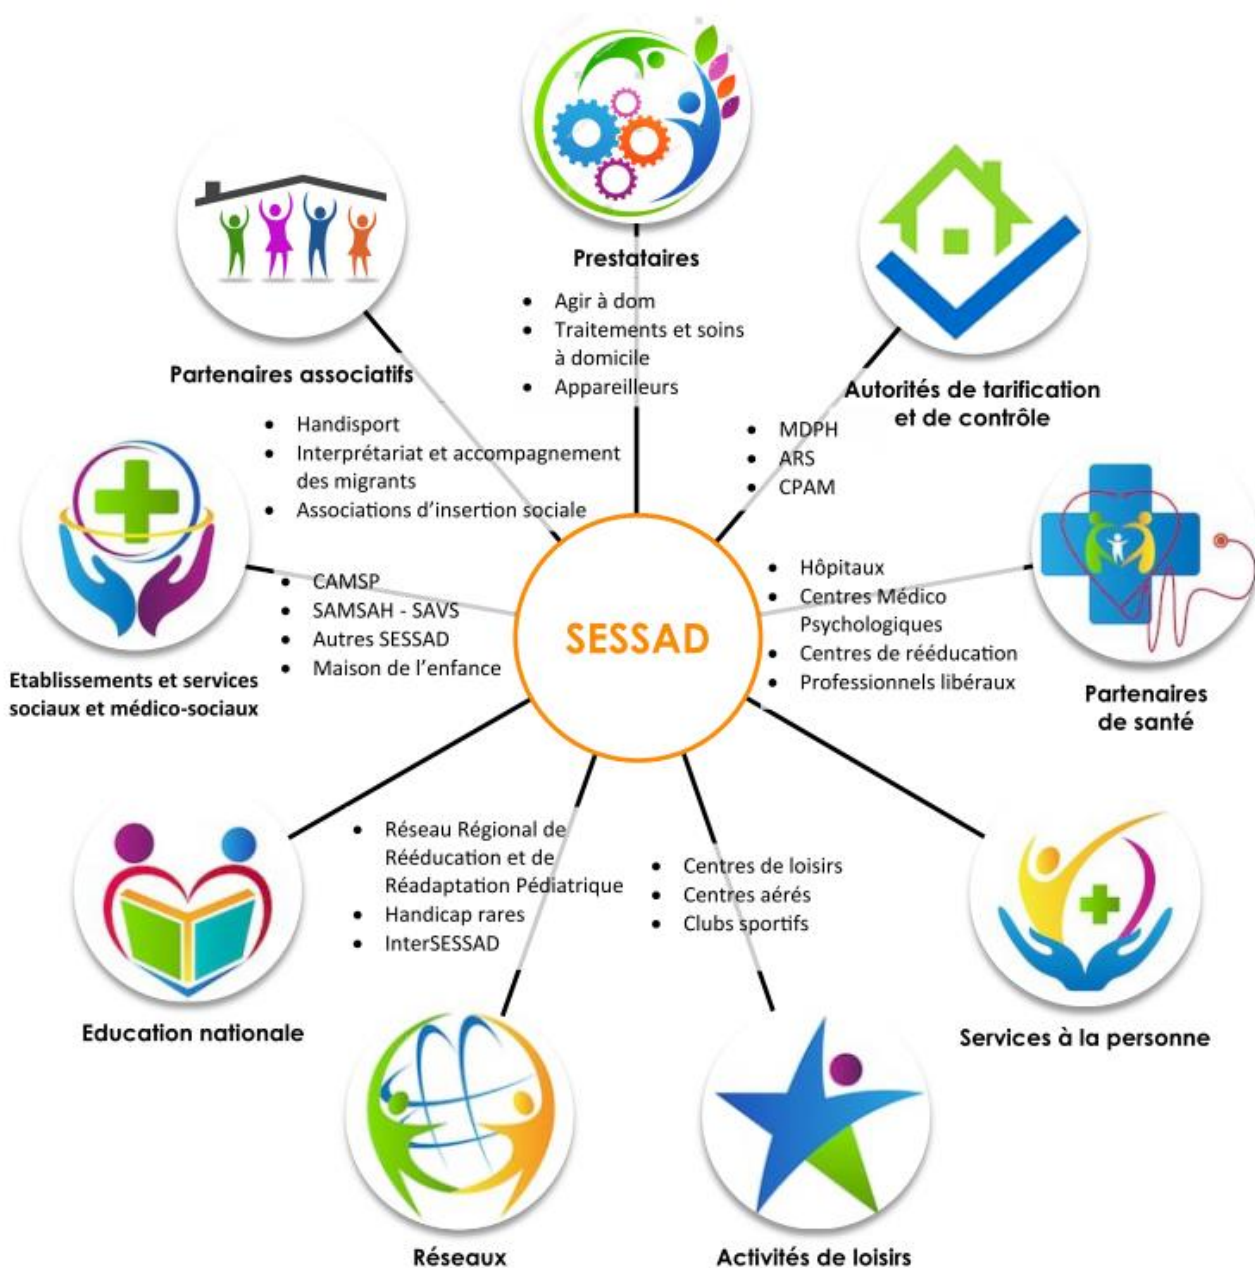 Prestataires
• Agir à dom
• Traitements et soins
à domicile
• Appareilleurs
Autorités de tarification
et de contrôle
• MDPH
• ARS
• CPAM
Partenaires associatifs
• Handisport
• Interprétariat et accompagnement
des migrants
• Associations d'insertion sociale
• Hôpitaux
• Centres Médico
Psychologiques
• Centres de rééducation
• Professionnels libéraux
Partenaires
de santé
• CAMSP
• SAMSAH - SAVS
• Autres SESSAD
• Maison de l'enfance
Etablissements et services
sociaux et médico-sociaux
SESSAD
• Réseau Régional de
Rééducation et de
Réadaptation Pédiatrique
• Handicap rares
• InterSESSAD
• Centres de loisirs
• Centres aérés
• Clubs sportifs
Education nationale
Services à la personne
Réseaux
Activités de loisirs